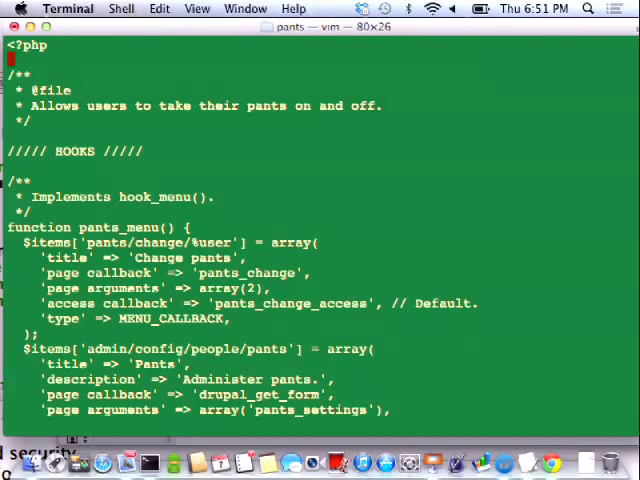 Terminal Shell Edit View Window Help Thu 6:51 PM
pants — vim — 80×26
<?php
/**
 * @file
 * Allows users to take their pants on and off.
 */
///// HOOKS /////
/**
 * Implements hook_menu().
 */
function pants_menu() {
  $items['pants/change/%user'] = array(
    'title' => 'Change pants',
    'page callback' => 'pants_change',
    'page arguments' => array(2),
    'access callback' => 'pants_change_access', // Default.
    'type' => MENU_CALLBACK,
  );
  $items['admin/config/people/pants'] = array(
    'title' => 'Pants',
    'description' => 'Administer pants.',
    'page callback' => 'drupal_get_form',
    'page arguments' => array('pants_settings'),
d security